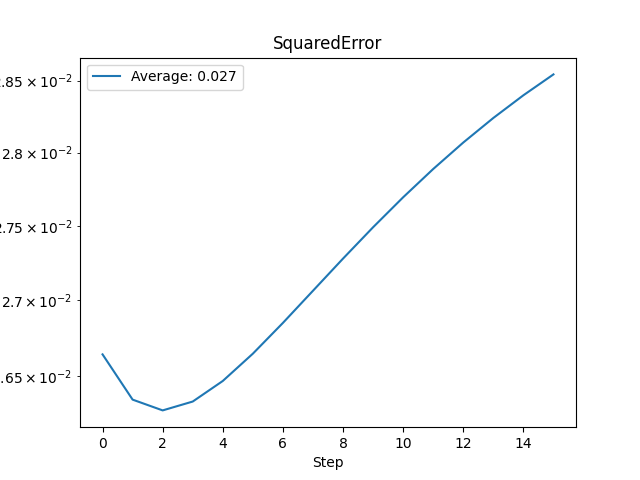 SquaredError
Average: 0.027
.85 × 10⁻²
2.8 × 10⁻²
2.75 × 10⁻²
2.7 × 10⁻²
.65 × 10⁻²
0 2 4 6 8 10 12 14
Step